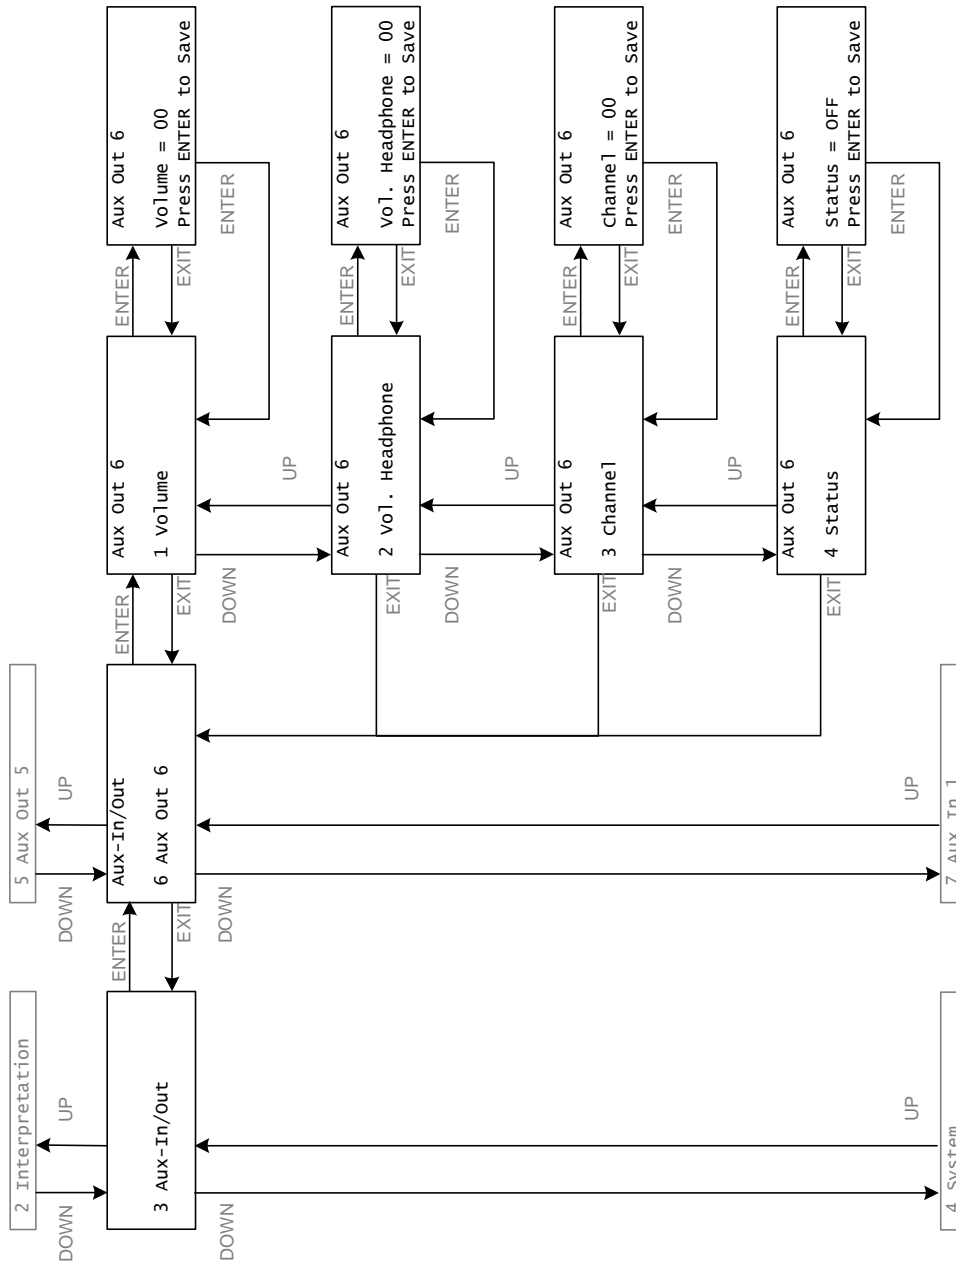 2 Interpretation
DOWN
UP
3 Aux-In/Out
DOWN
UP
4 System
ENTER
EXIT
5 Aux Out 5
DOWN
UP
Aux-In/Out
6 Aux Out 6
DOWN
UP
7 Aux In 1
ENTER
EXIT
Aux Out 6
1 Volume
DOWN
UP
ENTER
EXIT
Aux Out 6
Volume = 00
Press ENTER to Save
ENTER
Aux Out 6
2 Vol. Headphone
EXIT
DOWN
UP
ENTER
EXIT
Aux Out 6
Vol. Headphone = 00
Press ENTER to Save
ENTER
Aux Out 6
3 Channel
EXIT
DOWN
UP
ENTER
EXIT
Aux Out 6
Channel = 00
Press ENTER to Save
ENTER
Aux Out 6
4 Status
EXIT
ENTER
EXIT
Aux Out 6
Status = OFF
Press ENTER to Save
ENTER